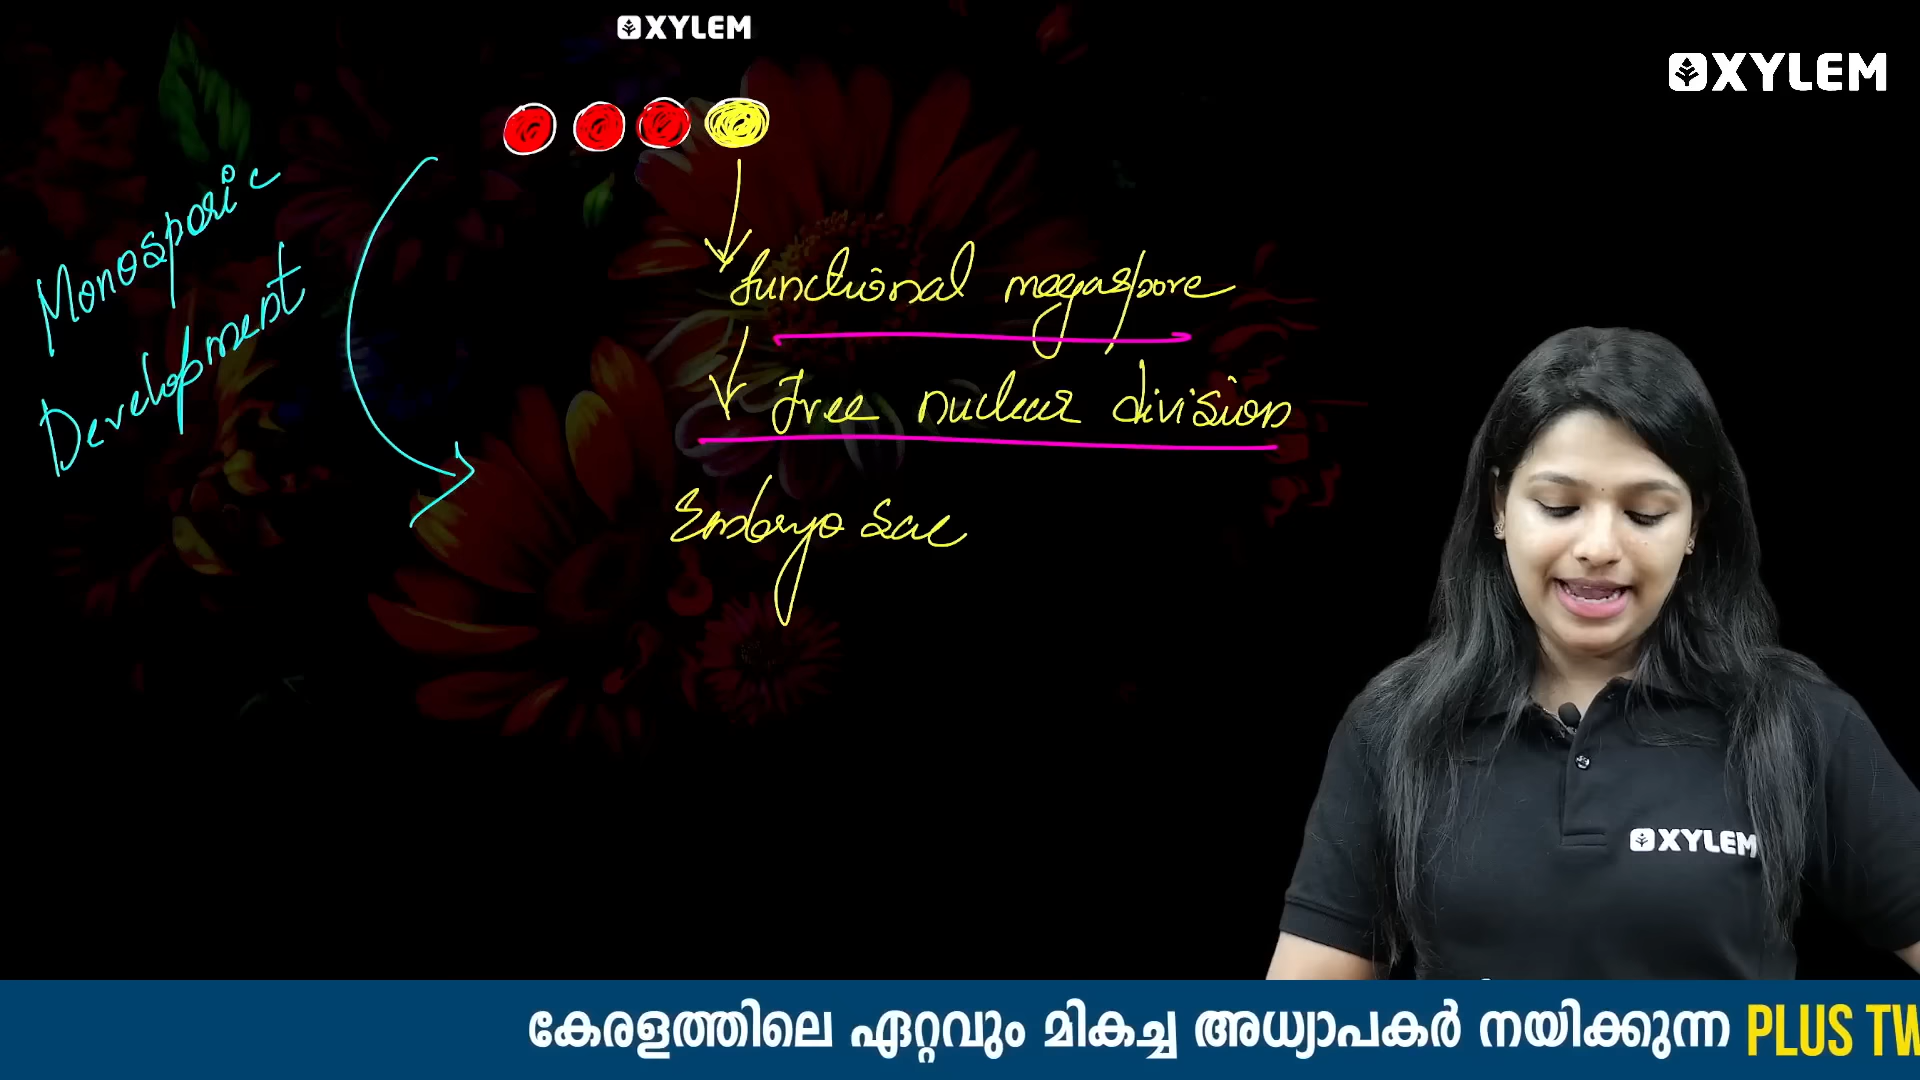 XYLEM
XYLEM
Monosporic
Development
functional megaspore
Free nuclear division
Embryo sac
XYLEM
കേരളത്തിലെ ഏറ്റവും മികച്ച അധ്യാപകർ നയിക്കുന്ന PLUS TW